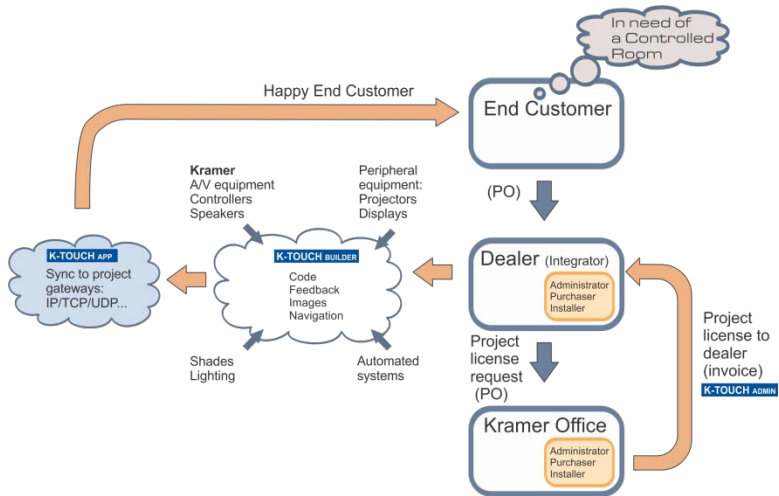 In need of
a Controlled
Room
Happy End Customer
End Customer
(PO)
Kramer
A/V equipment
Controllers
Speakers
Peripheral
equipment:
Projectors
Displays
K-TOUCH APP
Sync to project
gateways:
IP/TCP/UDP...
K-TOUCH BUILDER
Code
Feedback
Images
Navigation
Dealer (Integrator)
Administrator
Purchaser
Installer
Shades
Lighting
Automated
systems
Project
license
request
(PO)
Project
license to
dealer
(invoice)
K-TOUCH ADMIN
Kramer Office
Administrator
Purchaser
Installer